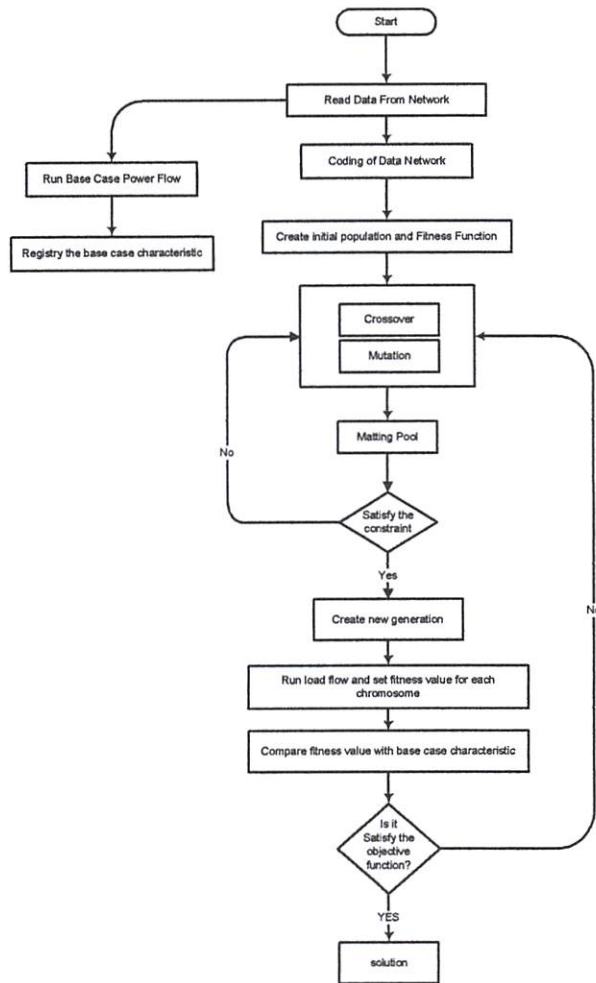 Start
Read Data From Network
Run Base Case Power Flow
Coding of Data Network
Registry the base case characteristic
Create initial population and Fitness Function
Crossover
Mutation
Matting Pool
No
Satisfy the
constraint
Yes
Create new generation
No
Run load flow and set fitness value for each
chromosome
Compare fitness value with base case characteristic
Is it
Satisfy the
objective
function?
YES
solution